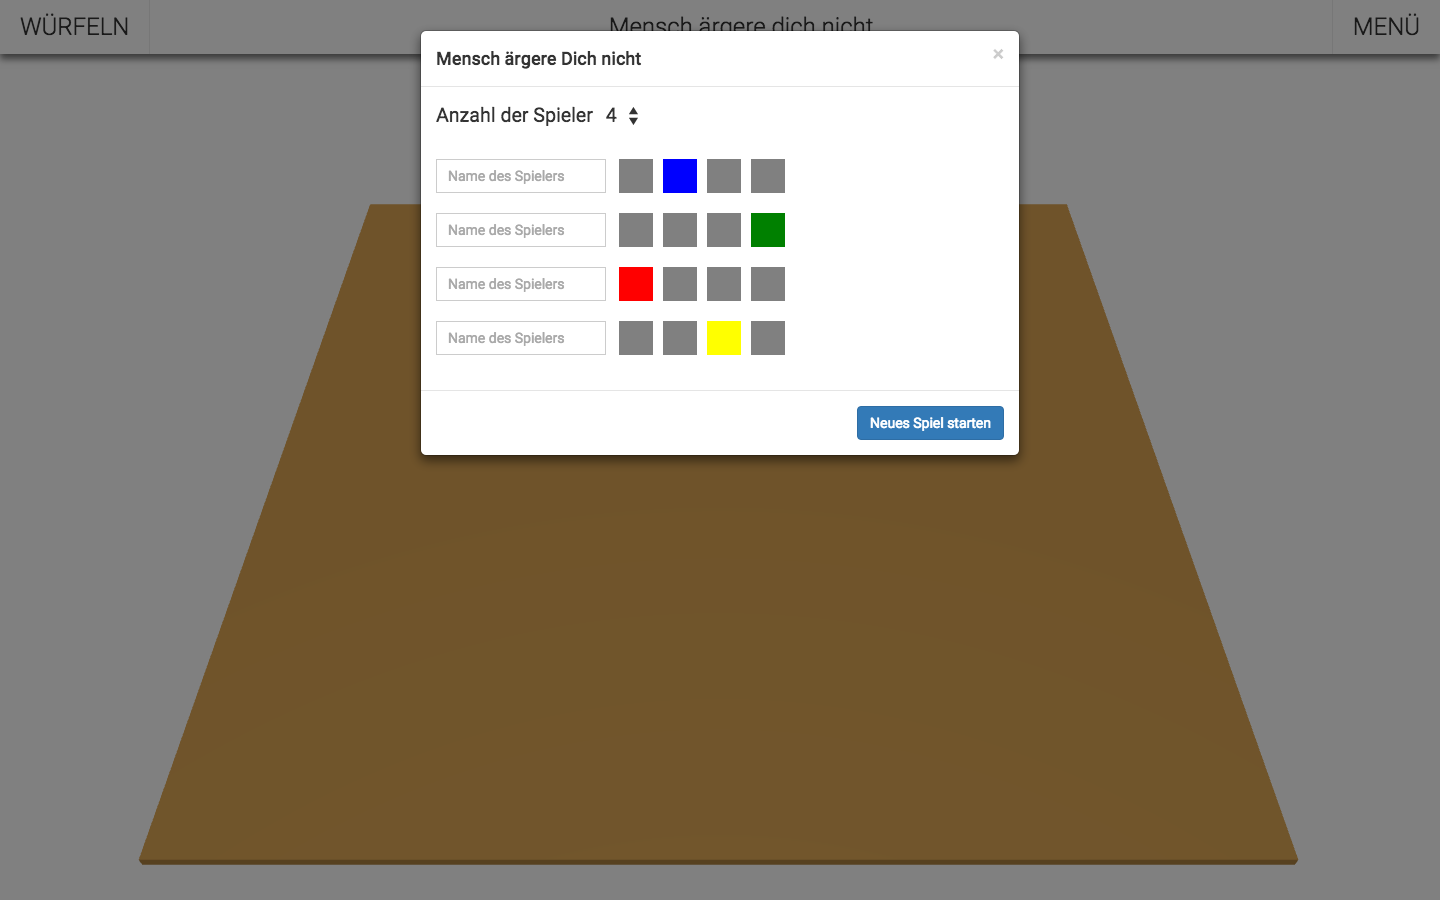 WÜRFELN
Mensch ärgere dich nicht
MENÜ
Mensch ärgere Dich nicht
×
Anzahl der Spieler 4
Name des Spielers
Name des Spielers
Name des Spielers
Name des Spielers
Neues Spiel starten